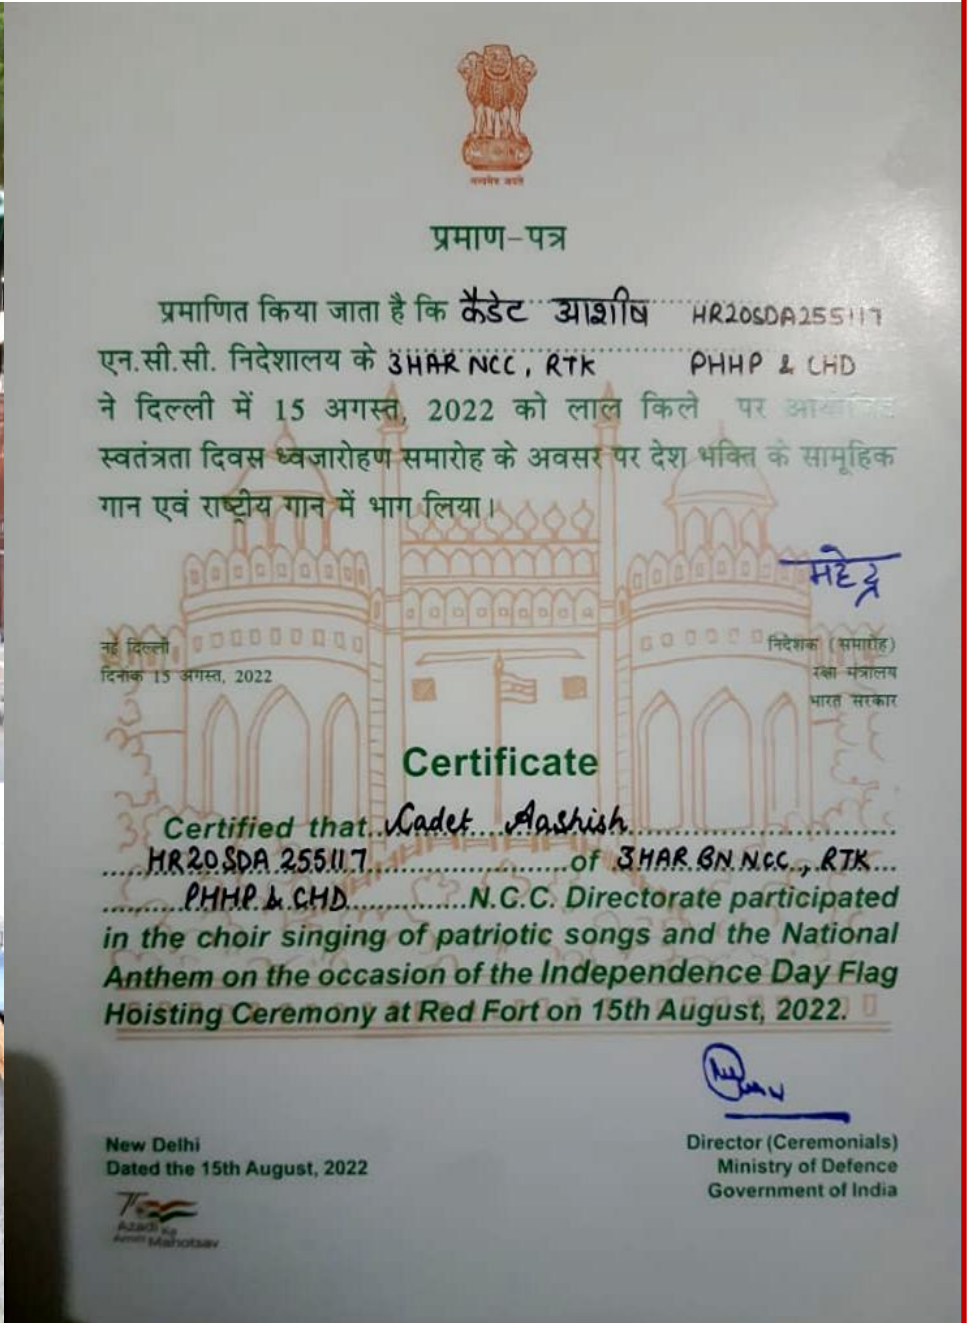 सत्यमेव जयते
प्रमाण-पत्र
प्रमाणित किया जाता है कि कैडेट आशीष HR20SDA255117
एन.सी.सी. निदेशालय के 3HAR NCC, RTK PHHP & CHD
ने दिल्ली में 15 अगस्त, 2022 को लाल किले पर आयोजित
स्वतंत्रता दिवस ध्वजारोहण समारोह के अवसर पर देश भक्ति के सामूहिक
गान एवं राष्ट्रीय गान में भाग लिया।
महेंद्र
नई दिल्ली
दिनांक 15 अगस्त, 2022
निदेशक (समारोह)
रक्षा मंत्रालय
भारत सरकार
Certificate
Certified that Cadet Aashish
HR20SDA 255117 of 3HAR BN NCC., RTK
PHHP & CHD N.C.C. Directorate participated
in the choir singing of patriotic songs and the National
Anthem on the occasion of the Independence Day Flag
Hoisting Ceremony at Red Fort on 15th August, 2022.
New Delhi
Dated the 15th August, 2022
Director (Ceremonials)
Ministry of Defence
Government of India
75
Azadi Ka
Amrit Mahotsav